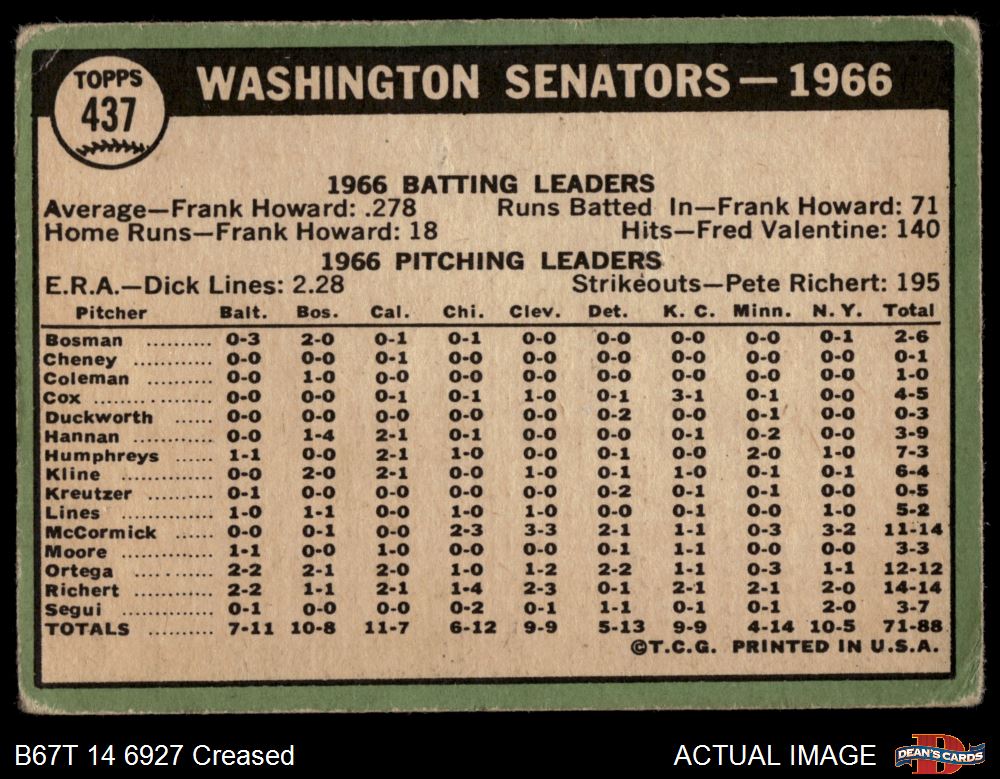 TOPPS
437
WASHINGTON SENATORS—1966
1966 BATTING LEADERS
Average—Frank Howard: .278 Runs Batted In—Frank Howard: 71
Home Runs—Frank Howard: 18 Hits—Fred Valentine: 140
1966 PITCHING LEADERS
E.R.A.—Dick Lines: 2.28 Strikeouts—Pete Richert: 195
Pitcher Balt. Bos. Cal. Chi. Clev. Det. K. C. Minn. N. Y. Total
Bosman .......... 0-3 2-0 0-1 0-1 0-0 0-0 0-0 0-0 0-1 2-6
Cheney .......... 0-0 0-0 0-1 0-0 0-0 0-0 0-0 0-0 0-0 0-1
Coleman .......... 0-0 1-0 0-0 0-0 0-0 0-0 0-0 0-0 0-0 1-0
Cox .................. 0-0 0-0 0-1 0-1 1-0 0-1 3-1 0-1 0-0 4-5
Duckworth ...... 0-0 0-0 0-0 0-0 0-0 0-2 0-0 0-1 0-0 0-3
Hannan ............ 0-0 1-4 2-1 0-1 0-0 0-0 0-1 0-2 0-0 3-9
Humphreys ...... 1-1 0-0 2-1 1-0 0-0 0-1 0-0 2-0 1-0 7-3
Kline ................ 0-0 2-0 2-1 0-0 1-0 0-1 1-0 0-1 0-1 6-4
Kreutzer .......... 0-1 0-0 0-0 0-0 0-0 0-2 0-1 0-1 0-0 0-5
Lines ................ 1-0 1-1 0-0 1-0 1-0 0-0 0-1 0-0 1-0 5-2
McCormick ...... 0-0 0-1 0-0 2-3 3-3 2-1 1-1 0-3 3-2 11-14
Moore .............. 1-1 0-0 1-0 0-0 0-0 0-1 1-1 0-0 0-0 3-3
Ortega .............. 2-2 2-1 2-0 1-0 1-2 2-2 1-1 0-3 1-1 12-12
Richert ............ 2-2 1-1 2-1 1-4 2-3 0-1 2-1 2-1 2-0 14-14
Segui .............. 0-1 0-0 0-0 0-2 0-1 1-1 0-1 0-1 2-0 3-7
TOTALS .......... 7-11 10-8 11-7 6-12 9-9 5-13 9-9 4-14 10-5 71-88
©T.C.G. PRINTED IN U.S.A.
B67T 14 6927 Creased ACTUAL IMAGE
DEAN'S CARDS